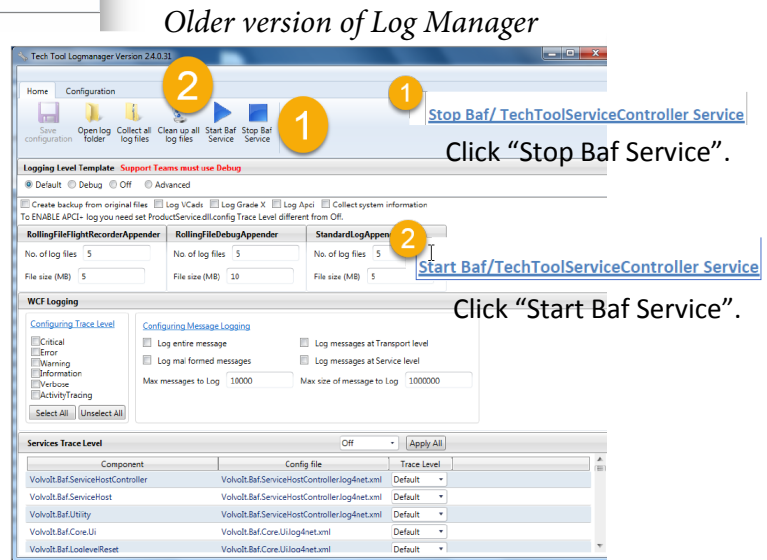 Older version of Log Manager
Tech Tool Logmanager Version 2.4.0.31
Home Configuration
2
1
Save configuration
Open log folder
Collect all log files
Clean up all log files
Start Baf Service
Stop Baf Service
1
Stop Baf/ TechToolServiceController Service
Click “Stop Baf Service”.
Logging Level Template Support Teams must use Debug
Default Debug Off Advanced
Create backup from original files Log VCads Log Grade X Log Apci Collect system information
To ENABLE APCI+ log you need set ProductService.dll.config Trace Level different from Off.
RollingFileFlightRecorderAppender RollingFileDebugAppender
No. of log files 5 No. of log files 5 No. of log files 5
File size (MB) 5 File size (MB) 10 File size (MB) 5
2
Start Baf/TechToolServiceController Service
Click “Start Baf Service”.
WCF Logging
Configuring Trace Level
Critical
Error
Warning
Information
Verbose
ActivityTracing
Select All Unselect All
Configuring Message Logging
Log entire message Log messages at Transport level
Log mal formed messages Log messages at Service level
Max messages to Log 10000 Max size of message to Log 1000000
Services Trace Level Off Apply All
Component Config file Trace Level
VolvoIt.Baf.ServiceHostController VolvoIt.Baf.ServiceHostController.log4net.xml Default
VolvoIt.Baf.ServiceHost VolvoIt.Baf.ServiceHostController.log4net.xml Default
VolvoIt.Baf.Utility VolvoIt.Baf.ServiceHostController.log4net.xml Default
VolvoIt.Baf.Core.Ui VolvoIt.Baf.Core.Ui.log4net.xml Default
VolvoIt.Baf.LoglevelReset VolvoIt.Baf.Core.Ui.log4net.xml Default